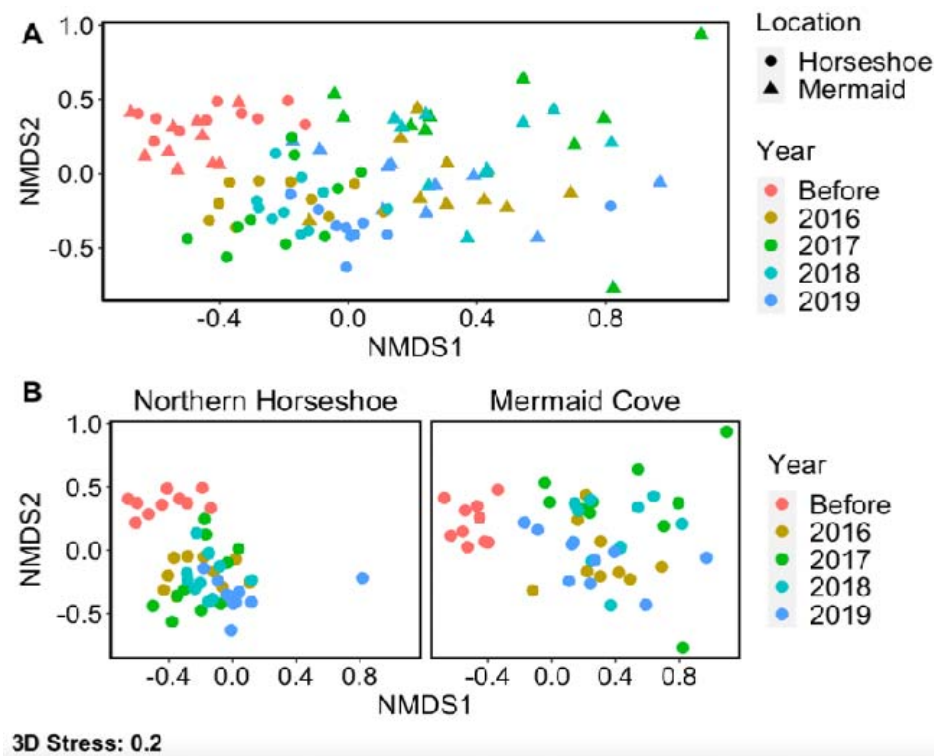 A
Location
Horseshoe
Mermaid
Year
Before
2016
2017
2018
2019
NMDS2
1.0
0.5
0.0
-0.5
-0.4 0.0 0.4 0.8
NMDS1
B
Northern Horseshoe Mermaid Cove
NMDS2
1.0
0.5
0.0
-0.5
-0.4 0.0 0.4 0.8 -0.4 0.0 0.4 0.8
NMDS1
Year
Before
2016
2017
2018
2019
3D Stress: 0.2